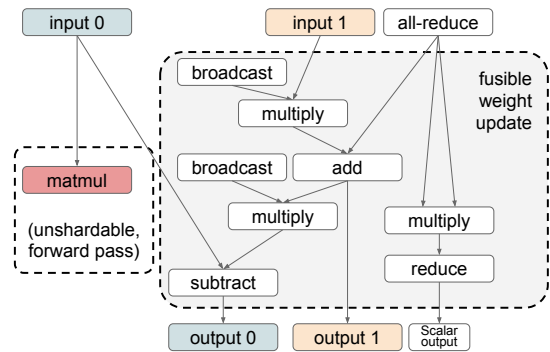 input 0
input 1
all-reduce
broadcast
fusible
weight
update
multiply
matmul
broadcast
add
(unshardable,
forward pass)
multiply
multiply
subtract
reduce
output 0
output 1
Scalar
output